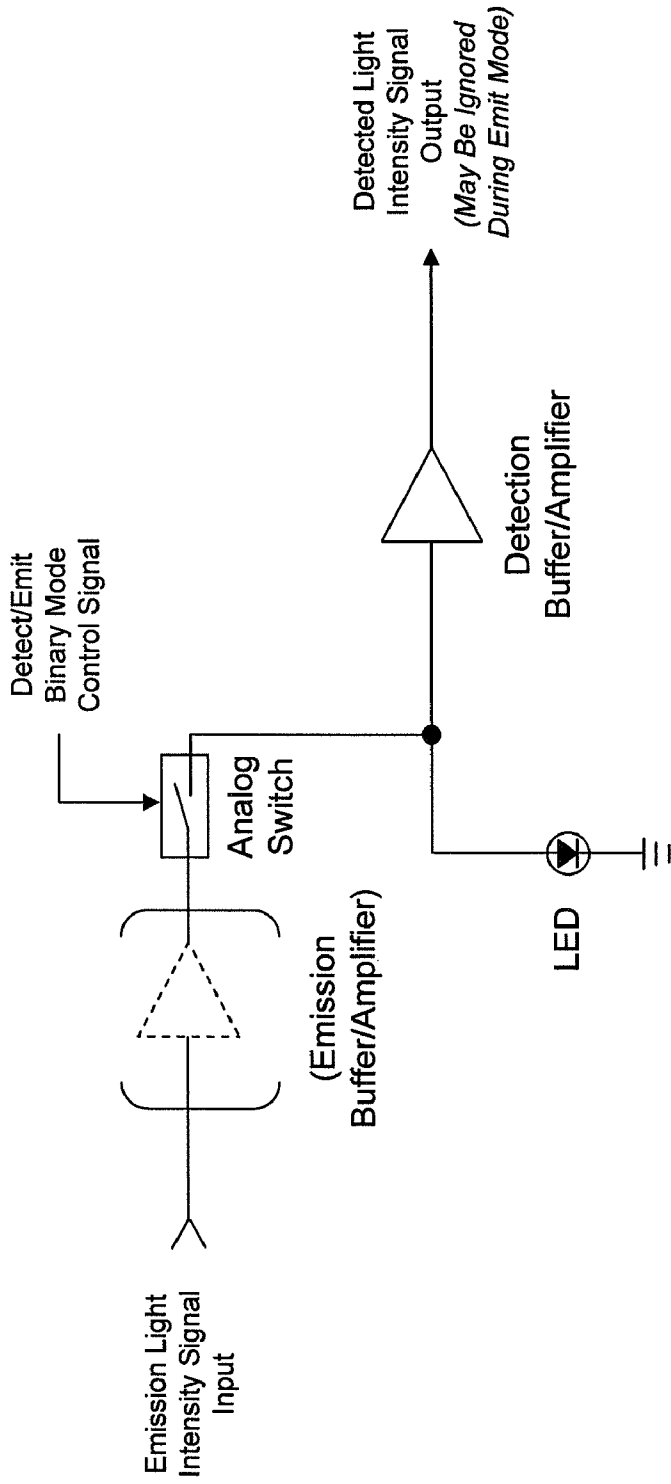 Emission Light
Intensity Signal
Input
(Emission
Buffer/Amplifier)
Detect/Emit
Binary Mode
Control Signal
Analog
Switch
LED
Detection
Buffer/Amplifier
Detected Light
Intensity Signal
Output
(May Be Ignored
During Emit Mode)